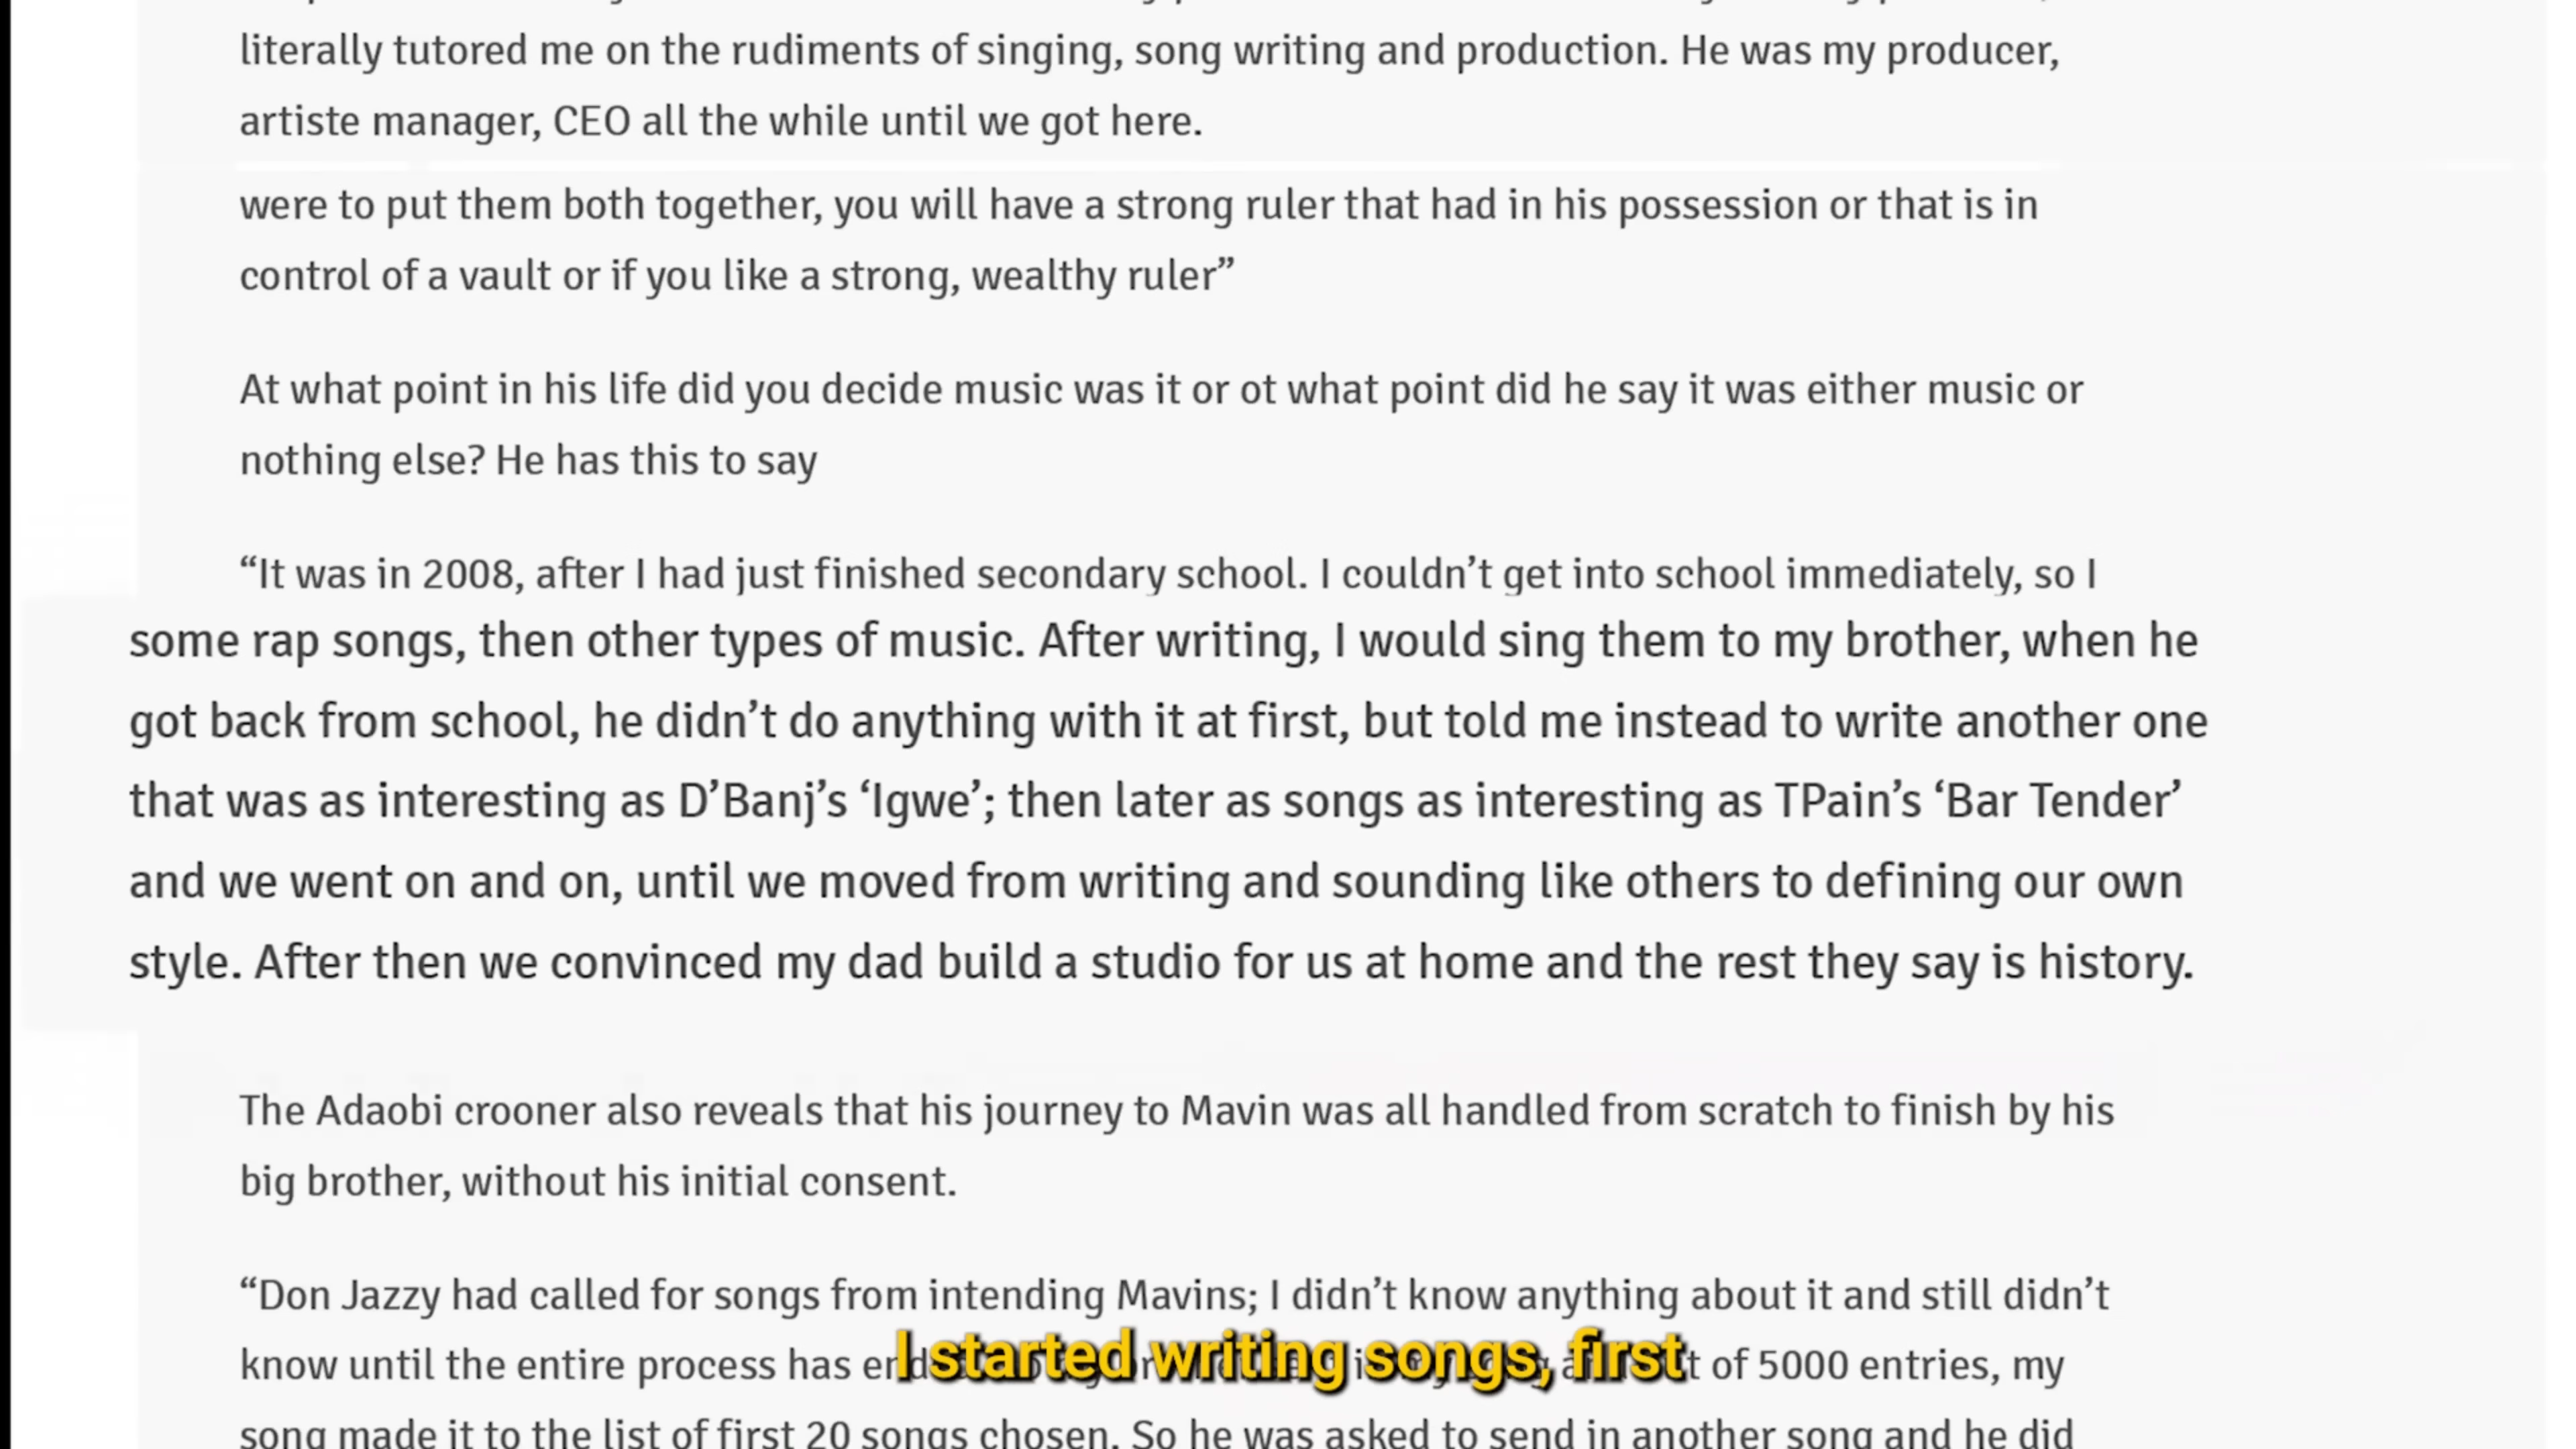 literally tutored me on the rudiments of singing, song writing and production. He was my producer,
artiste manager, CEO all the while until we got here.
were to put them both together, you will have a strong ruler that had in his possession or that is in
control of a vault or if you like a strong, wealthy ruler”
At what point in his life did you decide music was it or ot what point did he say it was either music or
nothing else? He has this to say
“It was in 2008, after I had just finished secondary school. I couldn’t get into school immediately, so I
some rap songs, then other types of music. After writing, I would sing them to my brother, when he
got back from school, he didn’t do anything with it at first, but told me instead to write another one
that was as interesting as D’Banj’s ‘Igwe’; then later as songs as interesting as TPain’s ‘Bar Tender’
and we went on and on, until we moved from writing and sounding like others to defining our own
style. After then we convinced my dad build a studio for us at home and the rest they say is history.
The Adaobi crooner also reveals that his journey to Mavin was all handled from scratch to finish by his
big brother, without his initial consent.
“Don Jazzy had called for songs from intending Mavins; I didn’t know anything about it and still didn’t
know until the entire process has of 5000 entries, my
I started writing songs, first
song made it to the list of first 20 songs chosen. So he was asked to send in another song and he did